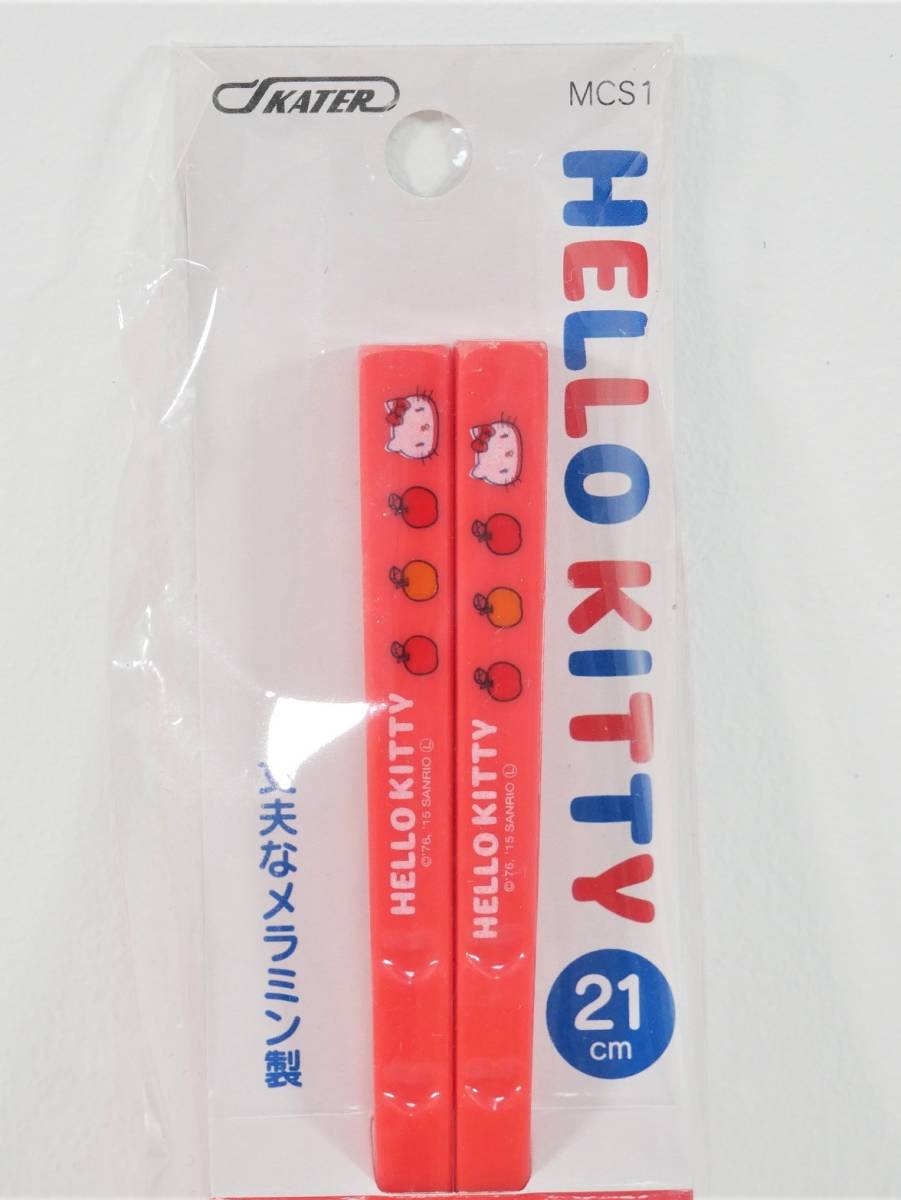 SKATER
MCS1
HELLO KITTY
21
cm
丈夫なメラミン製
HELLO KITTY
©'76, '15 SANRIO Ⓛ
HELLO KITTY
©'76, '15 SANRIO Ⓛ